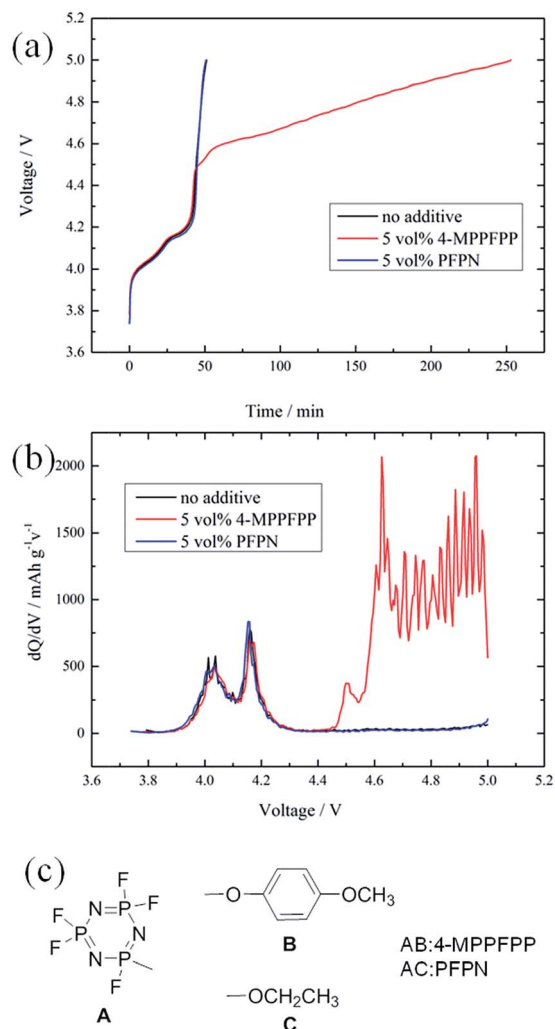 (a)
5.0
4.8
4.6
4.4
4.2
4.0
3.8
3.6
Voltage / V
no additive
5 vol% 4-MPPFPP
5 vol% PFPN
0 50 100 150 200 250
Time / min
(b)
2000
1500
1000
500
0
dQ/dV / mAh g⁻¹v⁻¹
no additive
5 vol% 4-MPPFPP
5 vol% PFPN
3.6 3.8 4.0 4.2 4.4 4.6 4.8 5.0 5.2
Voltage / V
(c)
F F
N P F
F P N
F N P
F
A
O OCH₃
B
OCH₂CH₃
C
AB:4-MPPFPP
AC:PFPN